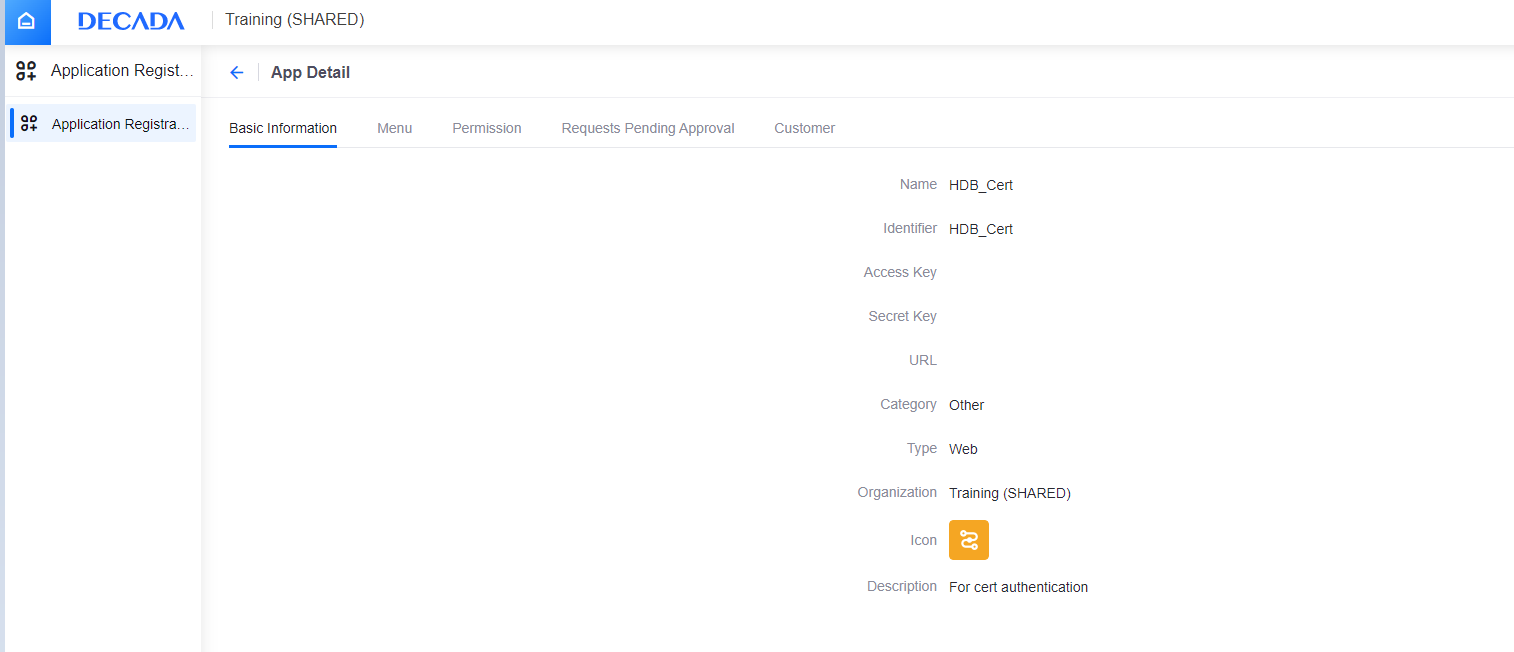 DECADA
Training (SHARED)
Application Regist...
Application Registra...
App Detail
Basic Information
Menu
Permission
Requests Pending Approval
Customer
Name HDB_Cert
Identifier HDB_Cert
Access Key
Secret Key
URL
Category Other
Type Web
Organization Training (SHARED)
Icon
Description For cert authentication